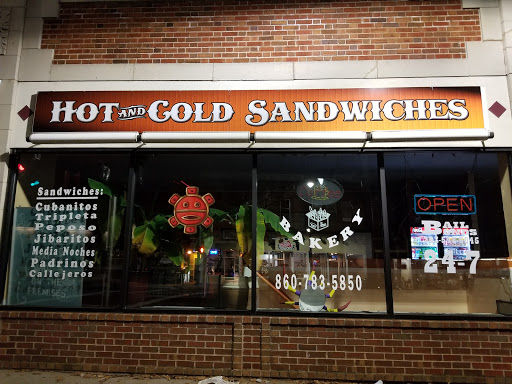 HOT AND COLD SANDWICHES
Sandwiches:
Cubanitos
Tripleta
Peposo
Jibaritos
Media Noches
Padrinos
Callejeros
BAKERY
860-783-5850
OPEN
BAIL
24-7